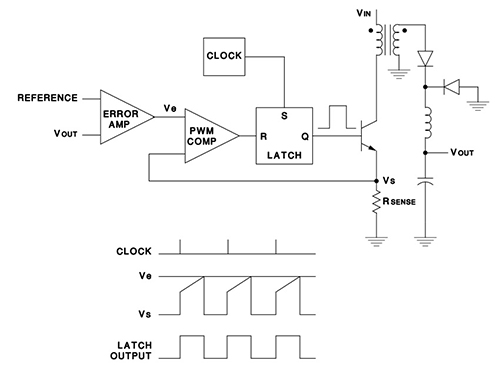 VIN
CLOCK
REFERENCE
VOUT
ERROR
AMP
Ve
PWM
COMP
S
R
Q
LATCH
VOUT
VS
RSENSE
CLOCK
Ve
Vs
LATCH
OUTPUT